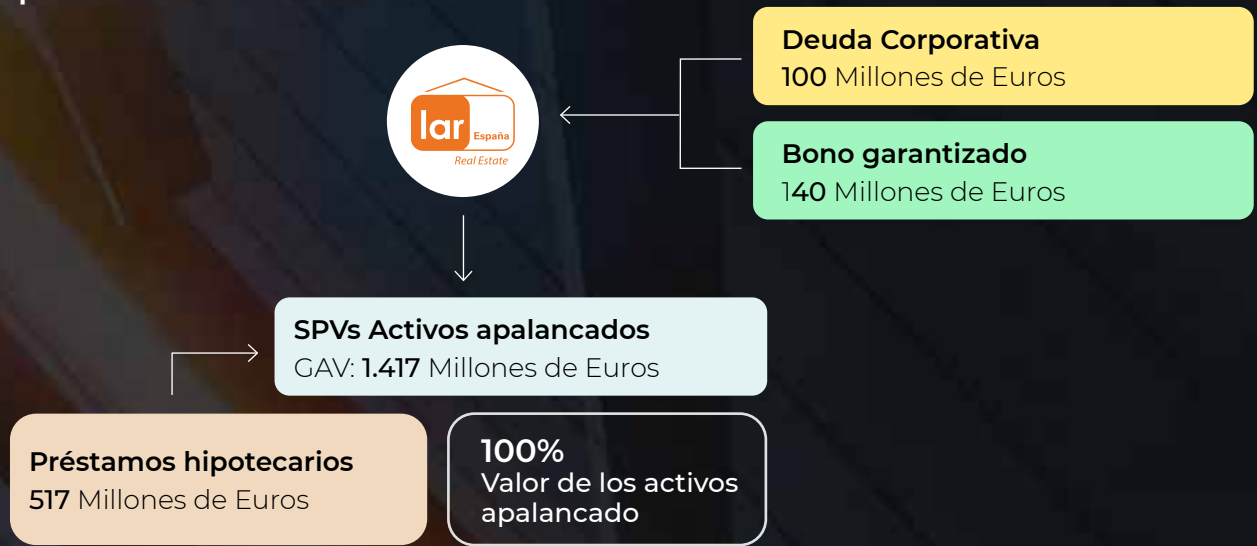 lar
España
Real Estate
Deuda Corporativa
100 Millones de Euros
Bono garantizado
140 Millones de Euros
SPVs Activos apalancados
GAV: 1.417 Millones de Euros
Préstamos hipotecarios
517 Millones de Euros
100%
Valor de los activos
apalancado